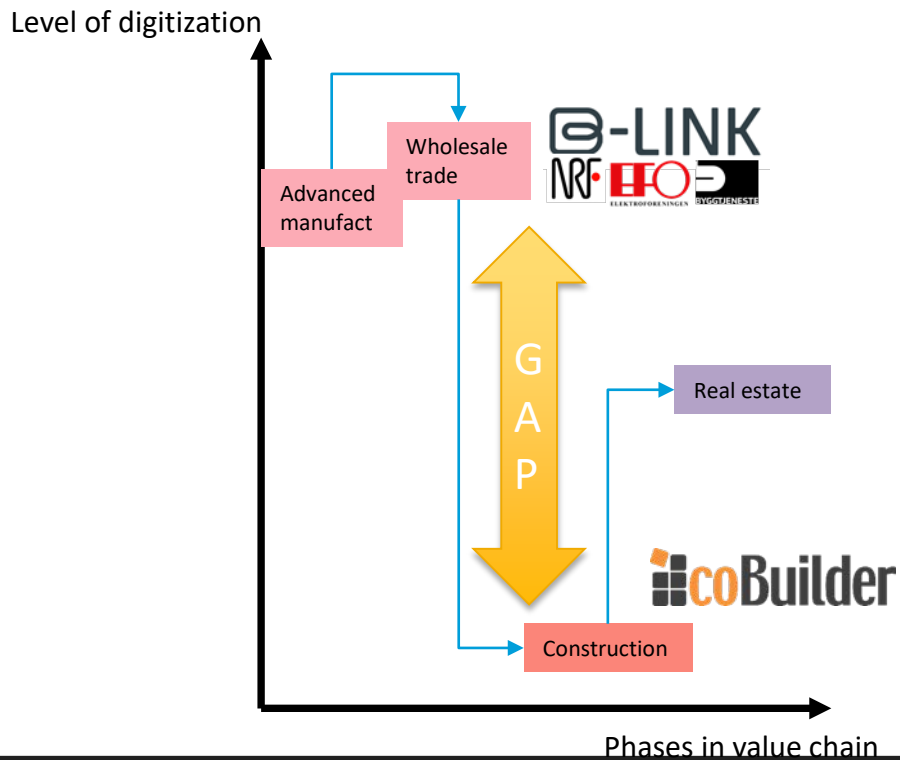 Level of digitization
Wholesale
trade
Advanced
manufact
B-LINK
NRF EFO
ELEKTROFORENINGEN BYGGTJENESTE
G
A
P
Real estate
coBuilder
Construction
Phases in value chain